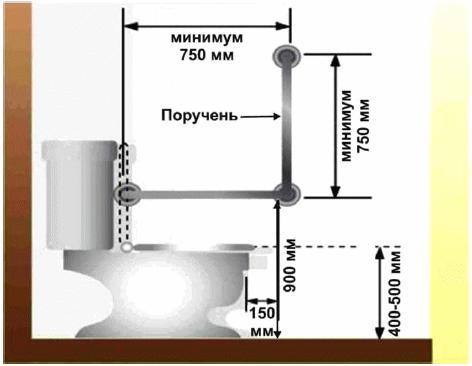 минимум
750 мм
Поручень
минимум
750 мм
900 мм
150
мм
400-500 мм